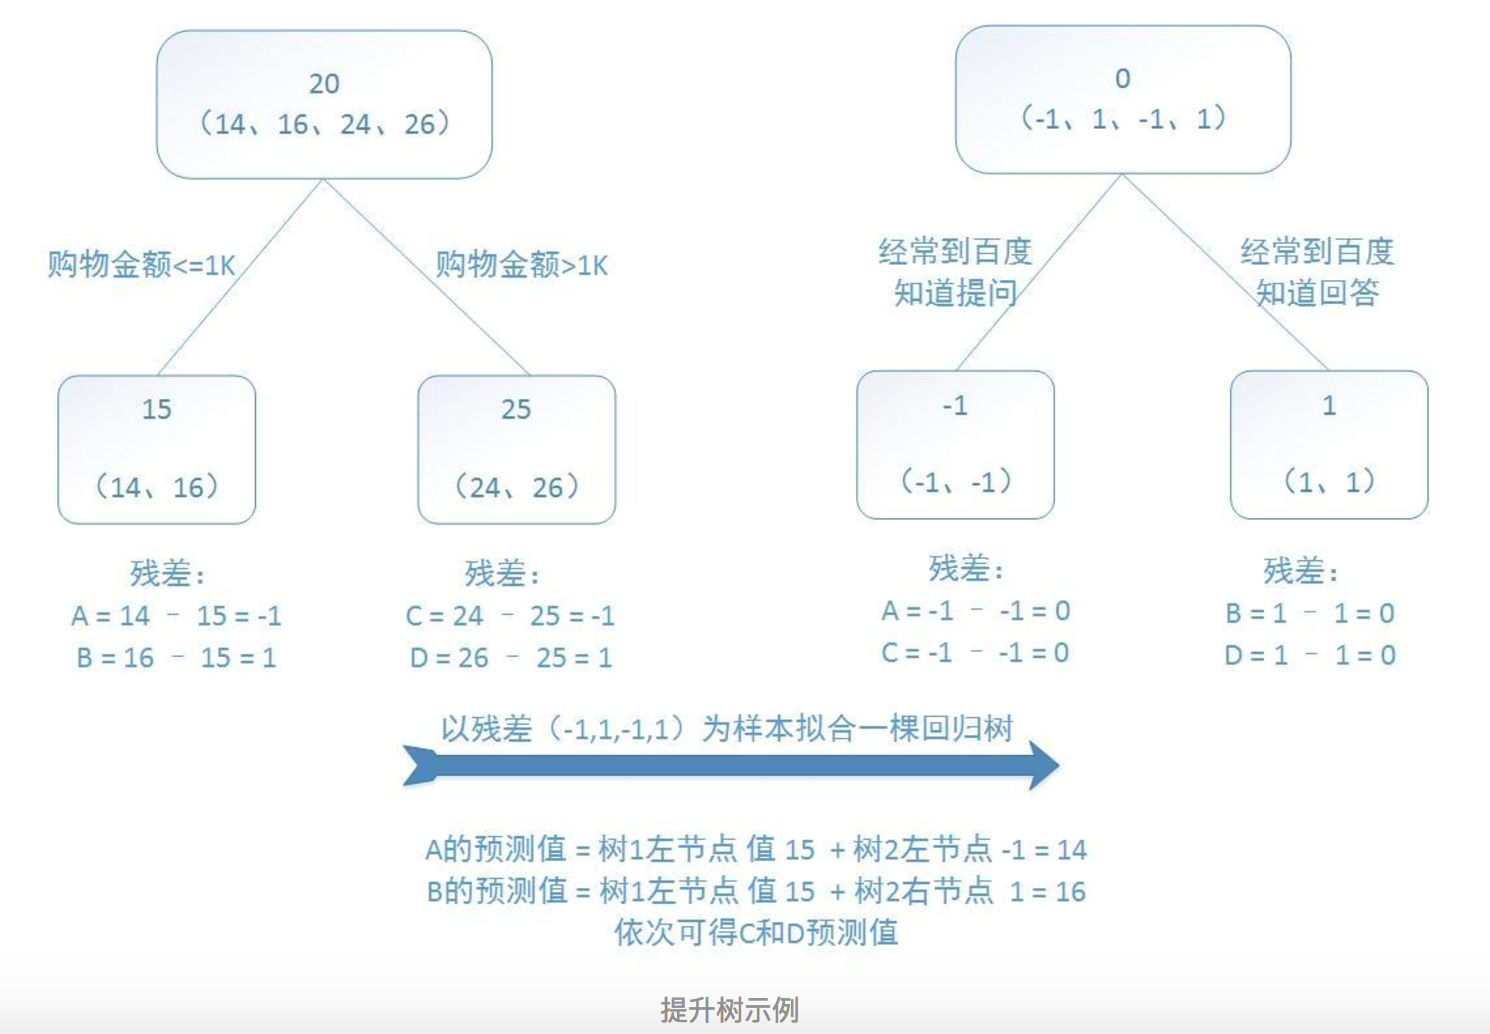 20
（14、16、24、26）
购物金额<=1K
购物金额>1K
15
（14、16）
25
（24、26）
残差：
A = 14 － 15 = -1
B = 16 － 15 = 1
残差：
C = 24 － 25 = -1
D = 26 － 25 = 1
0
（-1、1、-1、1）
经常到百度
知道提问
经常到百度
知道回答
-1
（-1、-1）
1
（1、1）
残差：
A = -1 － -1 = 0
C = -1 － -1 = 0
残差：
B = 1 － 1 = 0
D = 1 － 1 = 0
以残差（-1,1,-1,1）为样本拟合一棵回归树
A的预测值 = 树1左节点 值 15 + 树2左节点 -1 = 14
B的预测值 = 树1左节点 值 15 + 树2右节点 1 = 16
依次可得C和D预测值
提升树示例